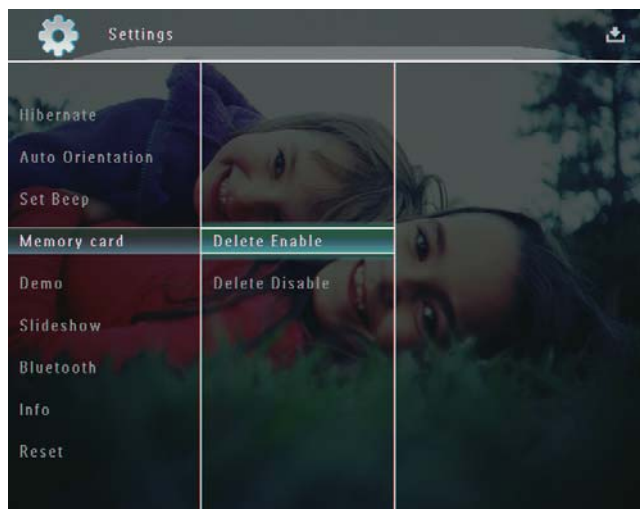 Settings
Hibernate
Auto Orientation
Set Beep
Memory card
Delete Enable
Demo
Delete Disable
Slideshow
Bluetooth
Info
Reset